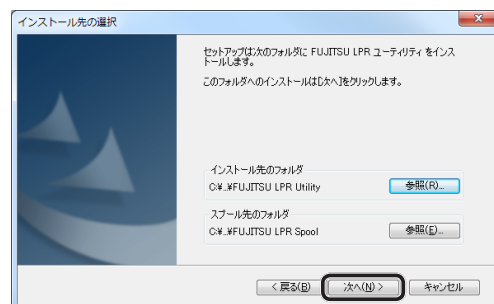 インストール先の選択
セットアップは次のフォルダに FUJITSU LPR ユーティリティ をインス
トールします。
このフォルダへのインストールは[次へ]をクリックします。
インストール先のフォルダ
C:¥..¥FUJITSU LPR Utility
参照(R)...
スプール先のフォルダ
C:¥..¥FUJITSU LPR Spool
参照(E)...
< 戻る(B)
次へ(N) >
キャンセル